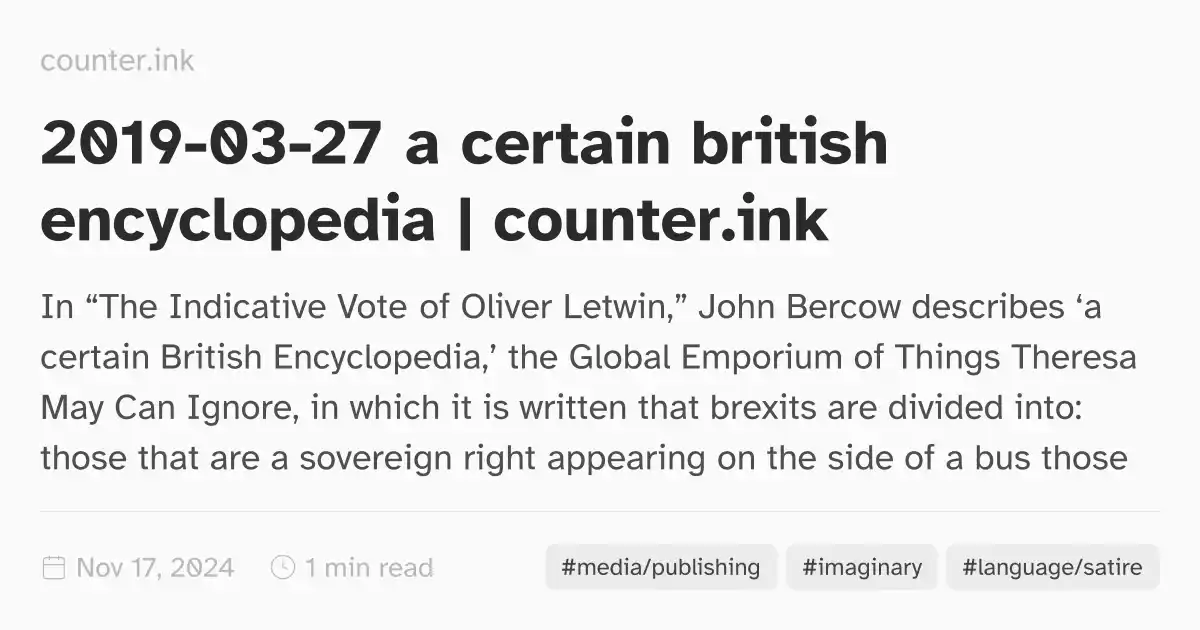 counter.ink
2019-03-27 a certain british
encyclopedia | counter.ink
In “The Indicative Vote of Oliver Letwin,” John Bercow describes ‘a
certain British Encyclopedia,’ the Global Emporium of Things Theresa
May Can Ignore, in which it is written that brexits are divided into:
those that are a sovereign right appearing on the side of a bus those
Nov 17, 2024 1 min read #media/publishing #imaginary #language/satire